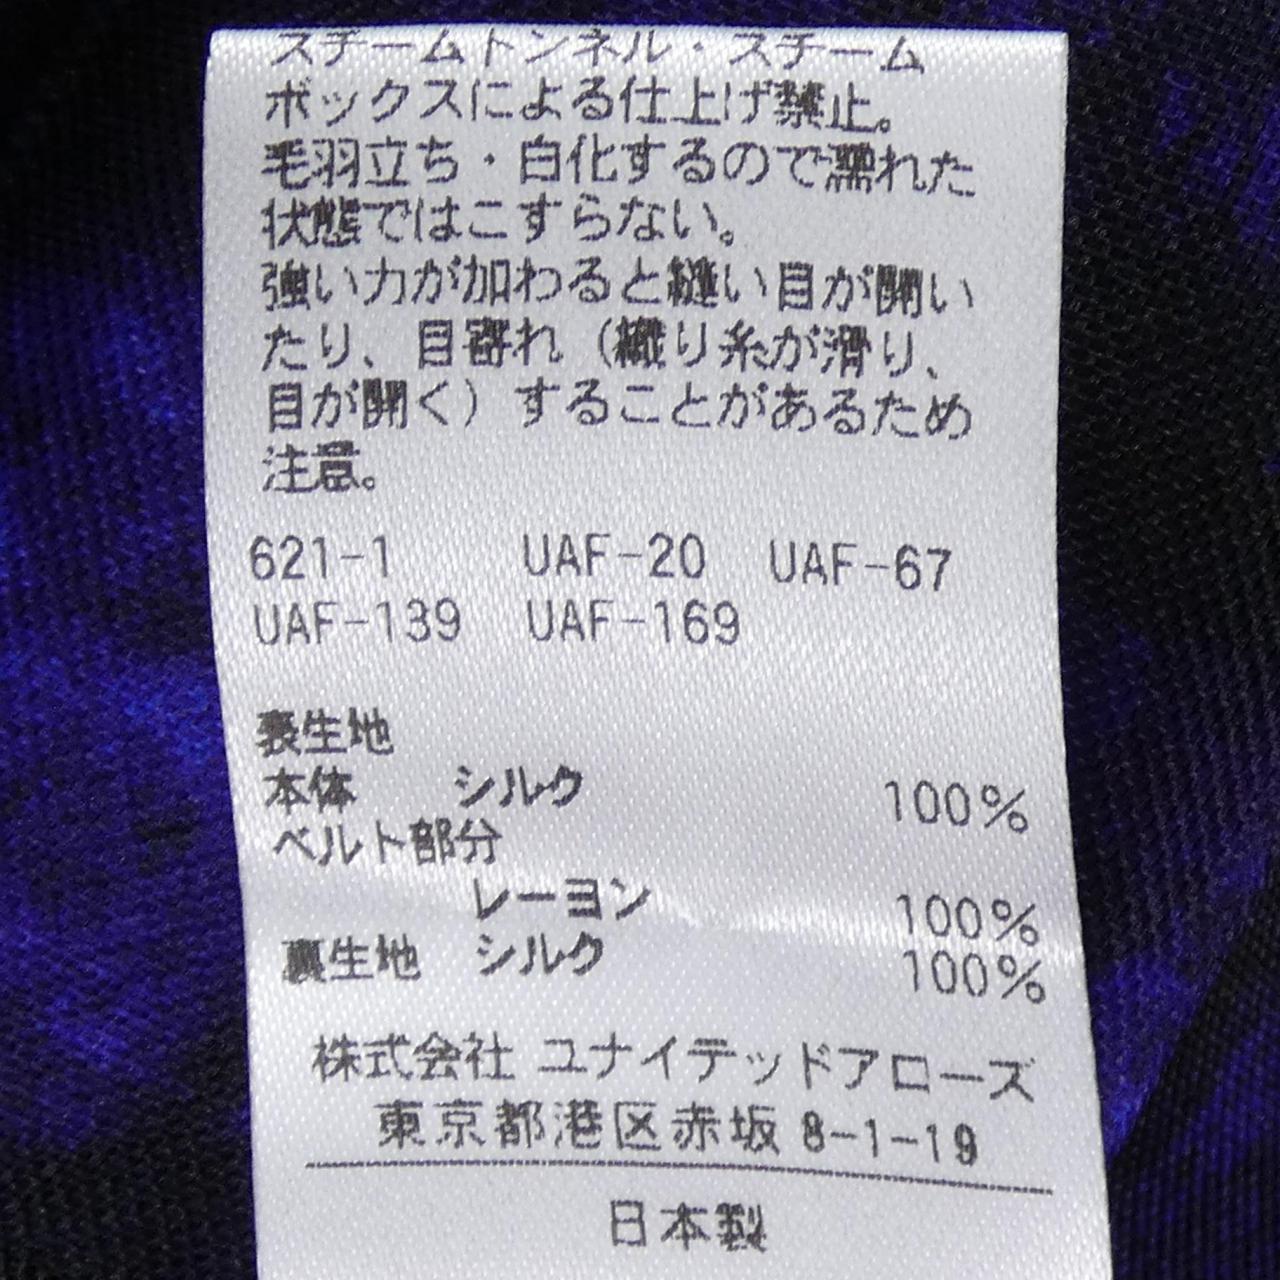 スチームトンネル・スチーム
ボックスによる仕上げ禁止。
毛羽立ち・白化するので濡れた
状態ではこすらない。
強い力が加わると縫い目が開い
たり、目寄れ（織り糸が滑り、
目が開く）することがあるため
注意。
621-1 UAF-20 UAF-67
UAF-139 UAF-169
表生地
本体 シルク 100%
ベルト部分
レーヨン 100%
裏生地 シルク 100%
株式会社 ユナイテッドアローズ
東京都港区赤坂 8-1-19
日本製